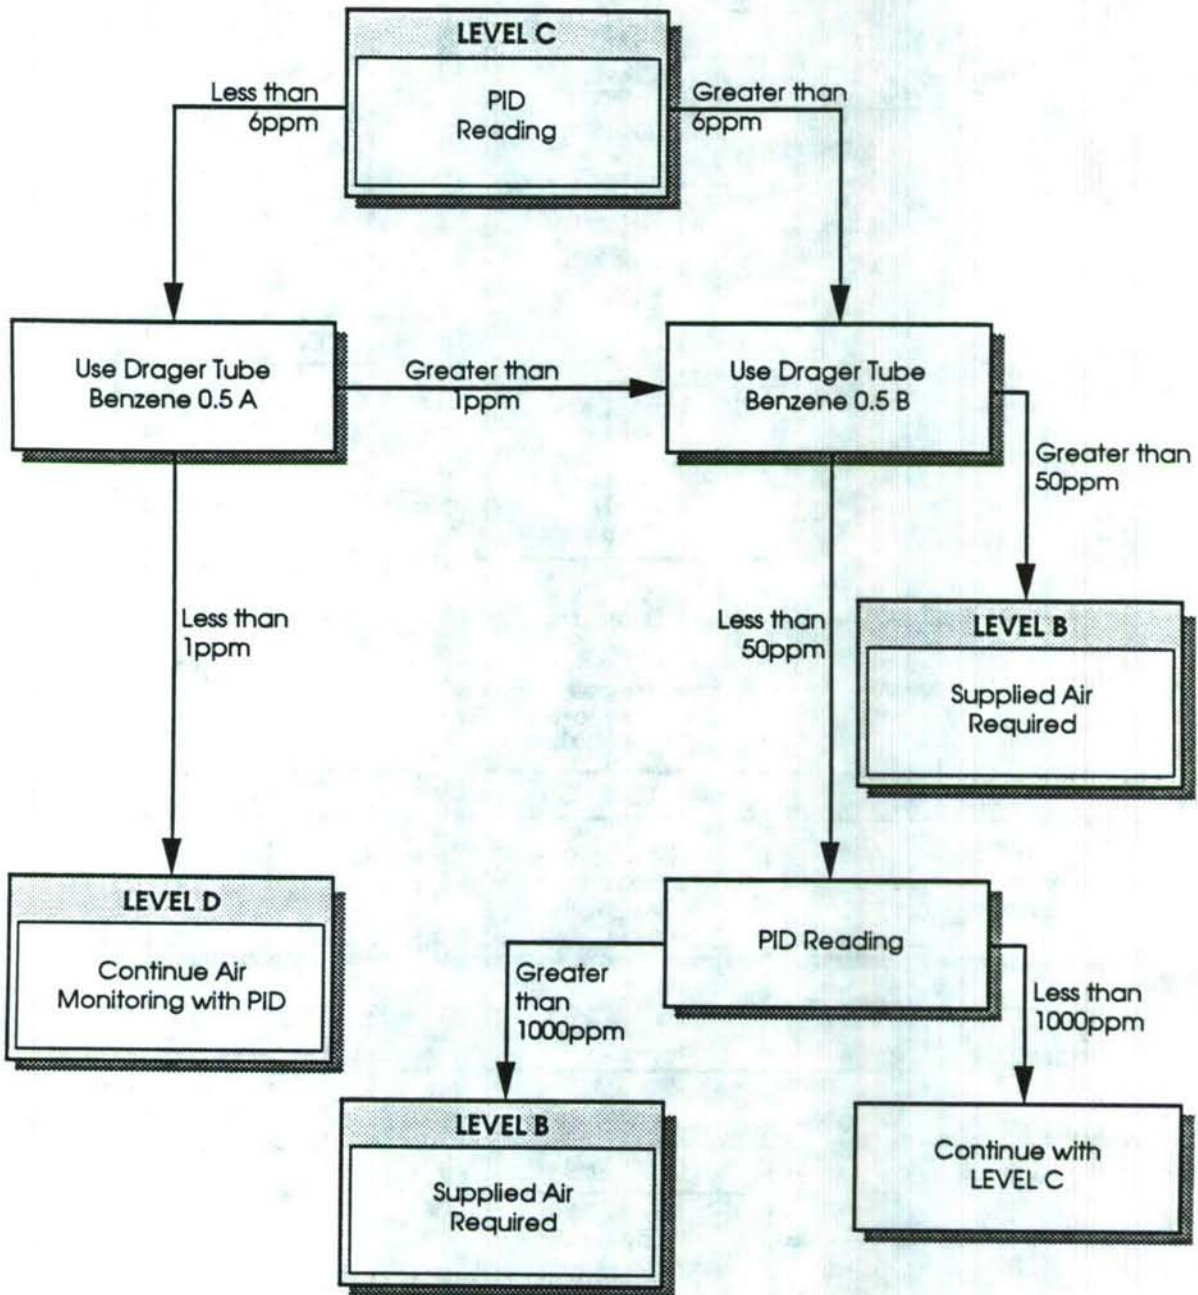 LEVEL C
PID
Reading
Less than
6ppm
Greater than
6ppm
Use Drager Tube
Benzene 0.5 A
Greater than
1ppm
Use Drager Tube
Benzene 0.5 B
Greater than
50ppm
Less than
1ppm
Less than
50ppm
LEVEL B
Supplied Air
Required
LEVEL D
Continue Air
Monitoring with PID
PID Reading
Greater
than
1000ppm
Less than
1000ppm
LEVEL B
Supplied Air
Required
Continue with
LEVEL C